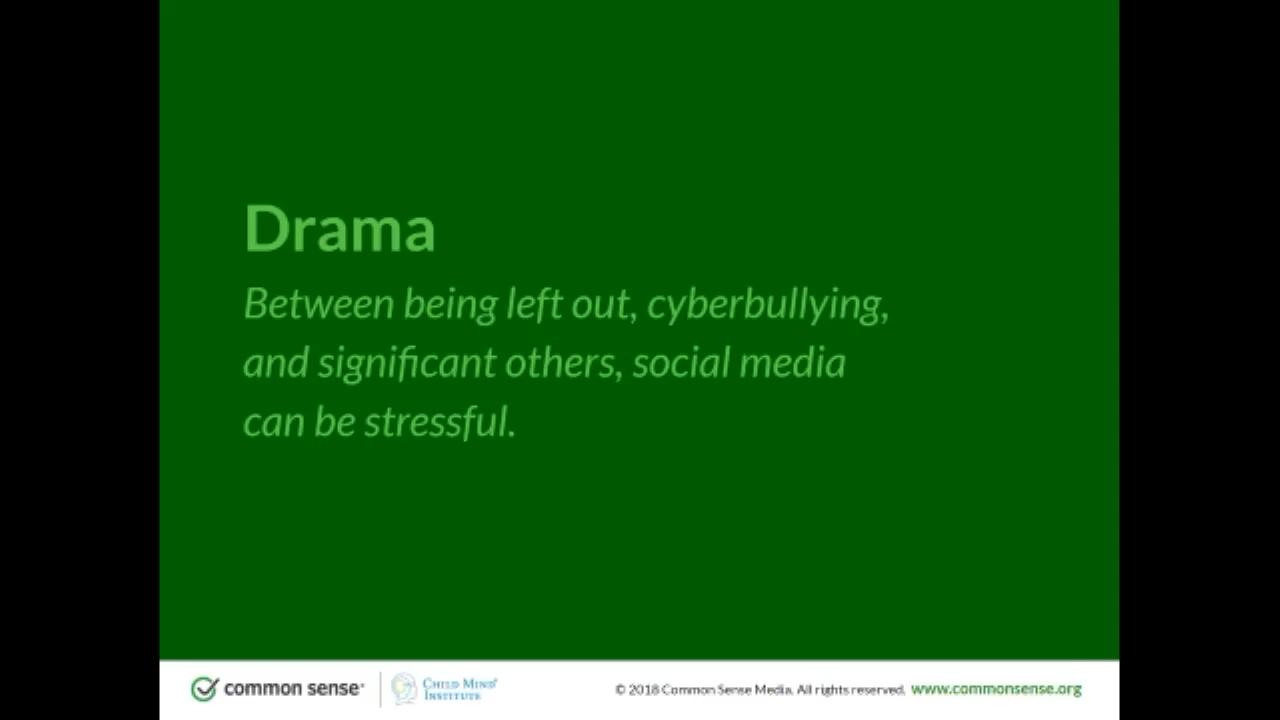 Drama
Between being left out, cyberbullying,
and significant others, social media
can be stressful.
common sense®
CHILD MIND®
INSTITUTE
© 2018 Common Sense Media. All rights reserved. www.commonsense.org